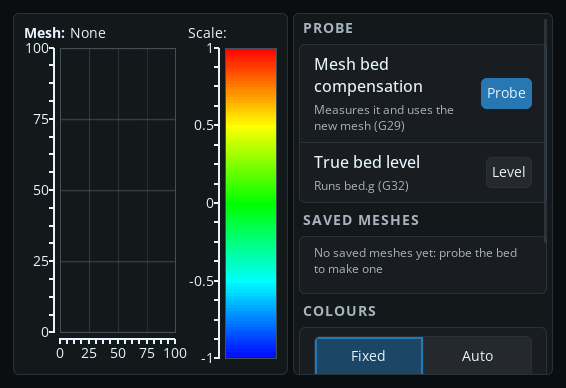 Mesh: None
Scale:
100
75
50
25
0
0 25 50 75 100
1
0.5
0
-0.5
-1
PROBE
Mesh bed
compensation
Measures it and uses the
new mesh (G29)
Probe
True bed level
Runs bed.g (G32)
Level
SAVED MESHES
No saved meshes yet: probe the bed
to make one
COLOURS
Fixed
Auto